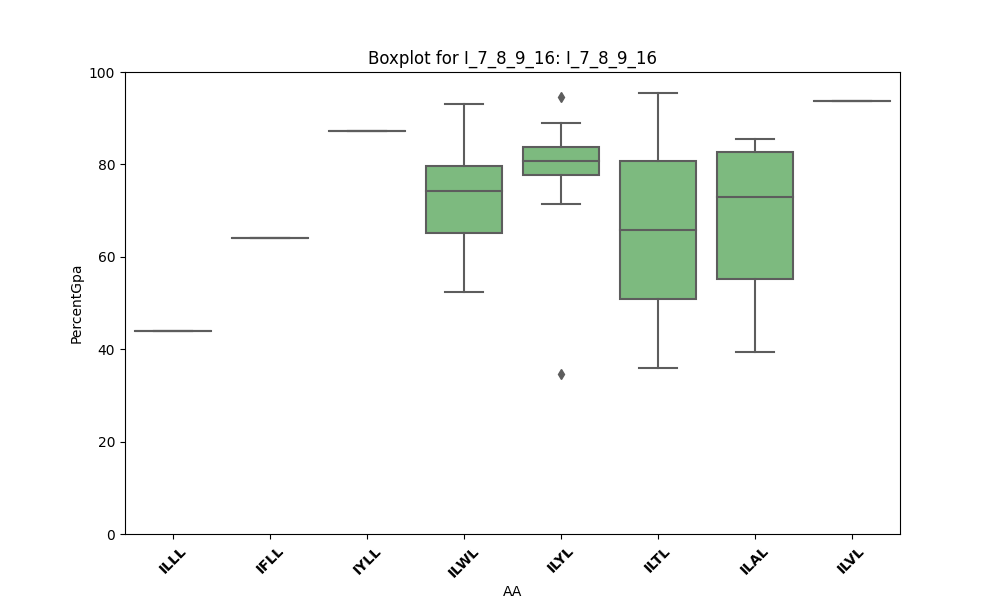 Boxplot for I_7_8_9_16: I_7_8_9_16
PercentGpa
100
80
60
40
20
0
ILLL
IFLL
IYLL
ILWL
ILYL
ILTL
ILAL
ILVL
AA